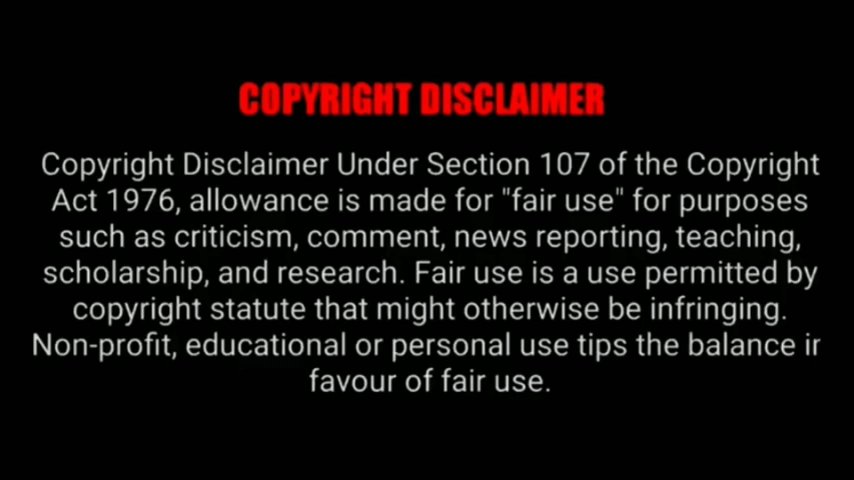 COPYRIGHT DISCLAIMER
Copyright Disclaimer Under Section 107 of the Copyright
Act 1976, allowance is made for "fair use" for purposes
such as criticism, comment, news reporting, teaching,
scholarship, and research. Fair use is a use permitted by
copyright statute that might otherwise be infringing.
Non-profit, educational or personal use tips the balance in
favour of fair use.